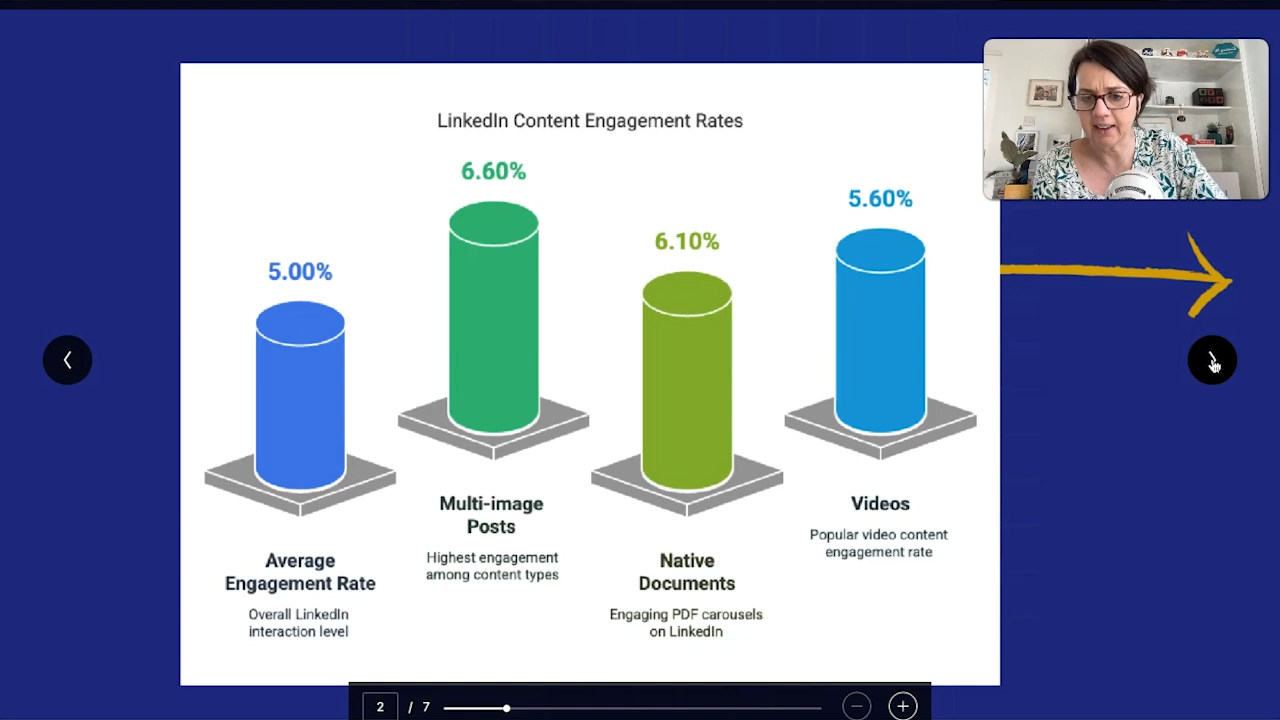 LinkedIn Content Engagement Rates
5.00%
6.60%
6.10%
5.60%
Average
Engagement Rate
Overall LinkedIn
interaction level
Multi-image
Posts
Highest engagement
among content types
Native
Documents
Engaging PDF carousels
on LinkedIn
Videos
Popular video content
engagement rate
2 / 7